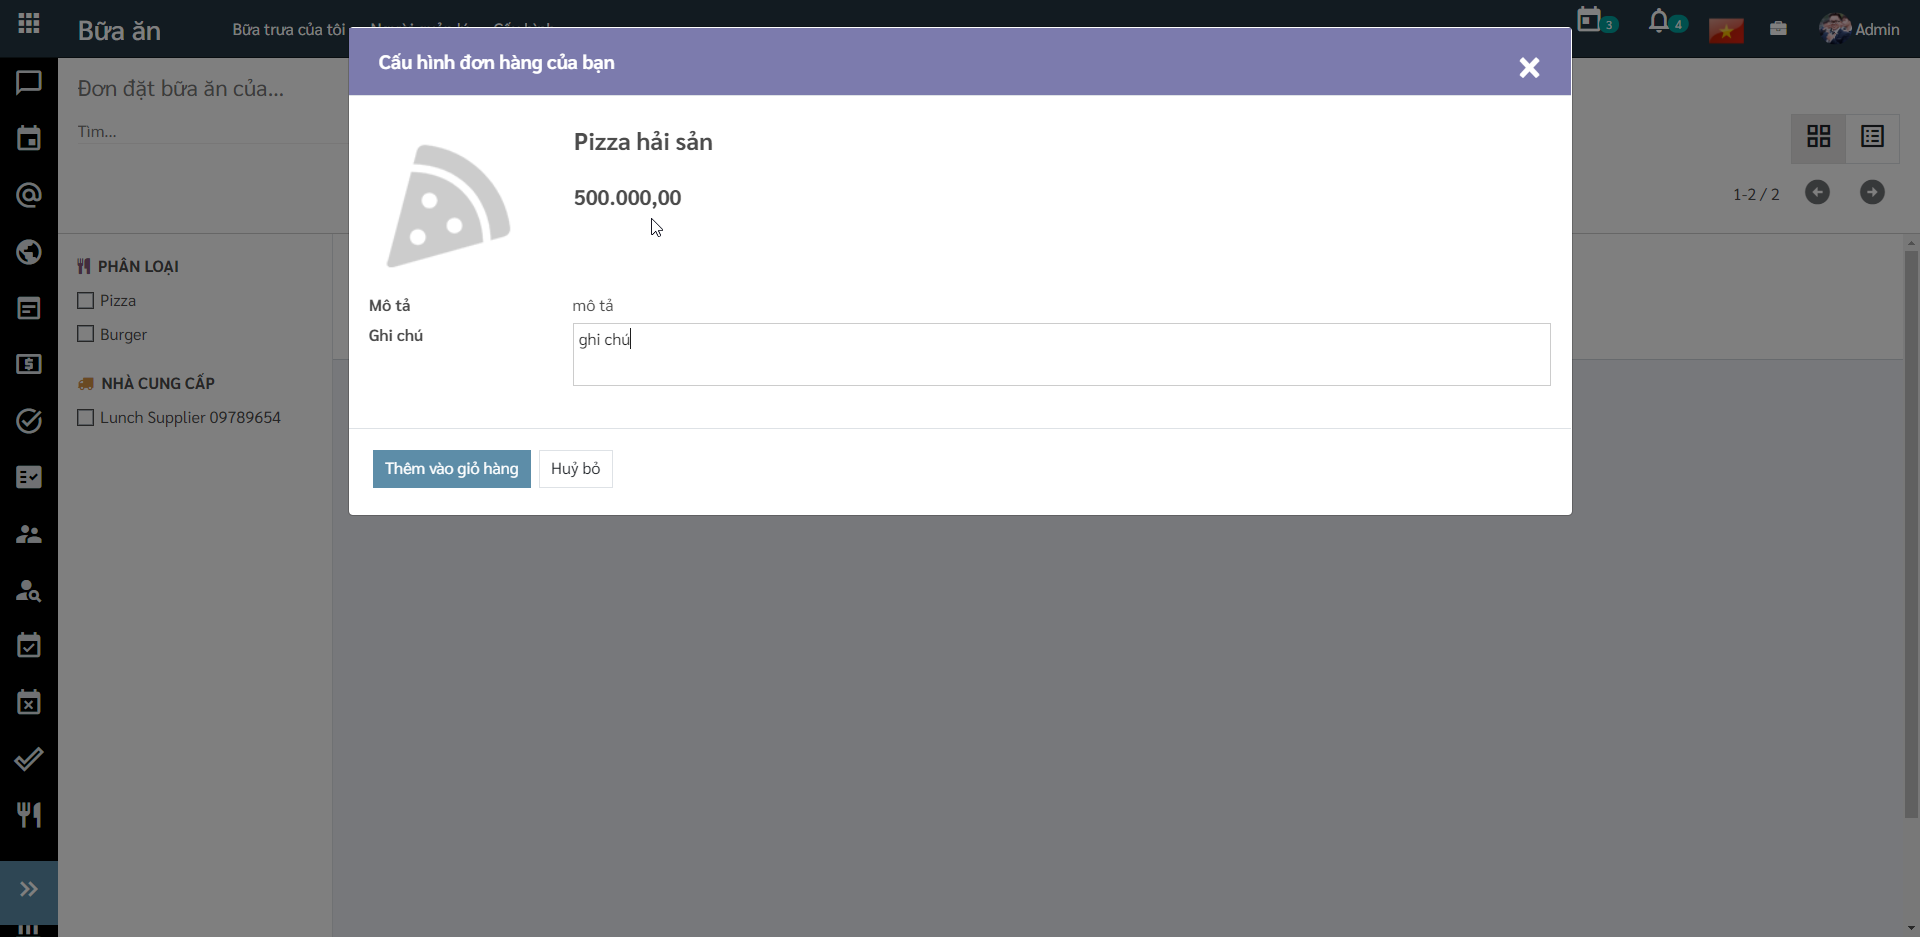 Bữa ăn
Bữa trưa của tôi
3
4
Admin
Cấu hình đơn hàng của bạn
Đơn đặt bữa ăn của...
Tìm...
1-2 / 2
Pizza hải sản
500.000,00
PHÂN LOẠI
Pizza
Burger
NHÀ CUNG CẤP
Lunch Supplier 09789654
Mô tả
mô tả
Ghi chú
ghi chú
Thêm vào giỏ hàng
Huỷ bỏ